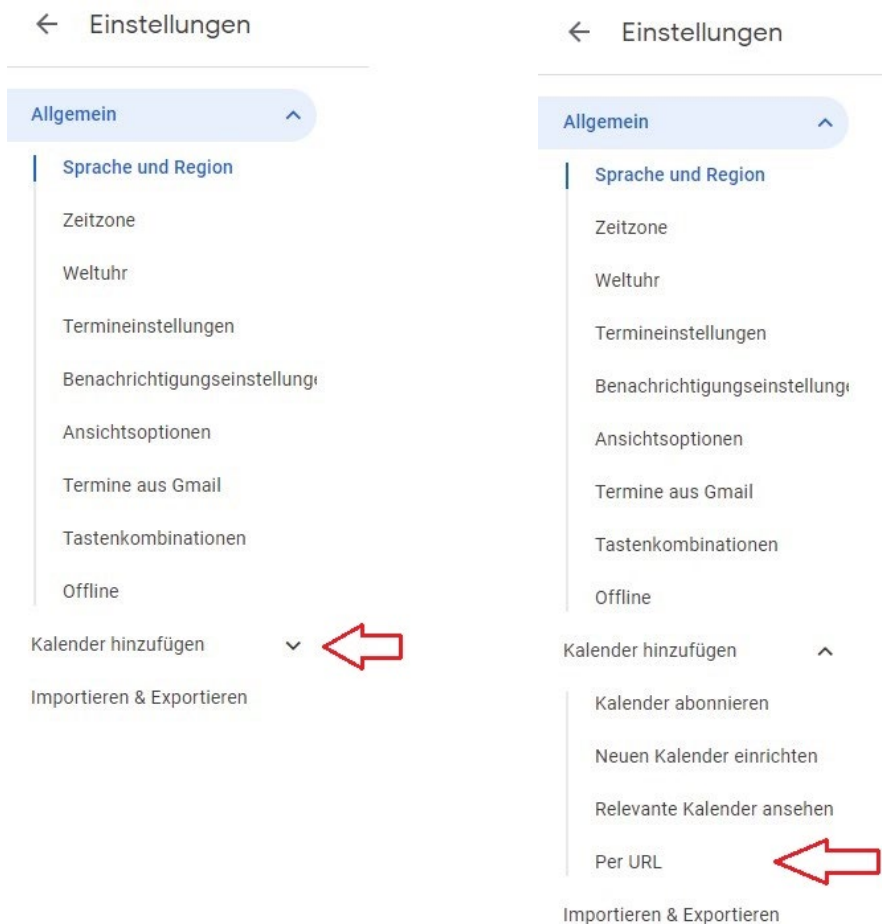 Einstellungen
Allgemein
Sprache und Region
Zeitzone
Weltuhr
Termineinstellungen
Benachrichtigungseinstellunge
Ansichtsoptionen
Termine aus Gmail
Tastenkombinationen
Offline
Kalender hinzufügen
Importieren & Exportieren
Einstellungen
Allgemein
Sprache und Region
Zeitzone
Weltuhr
Termineinstellungen
Benachrichtigungseinstellunge
Ansichtsoptionen
Termine aus Gmail
Tastenkombinationen
Offline
Kalender hinzufügen
Kalender abonnieren
Neuen Kalender einrichten
Relevante Kalender ansehen
Per URL
Importieren & Exportieren